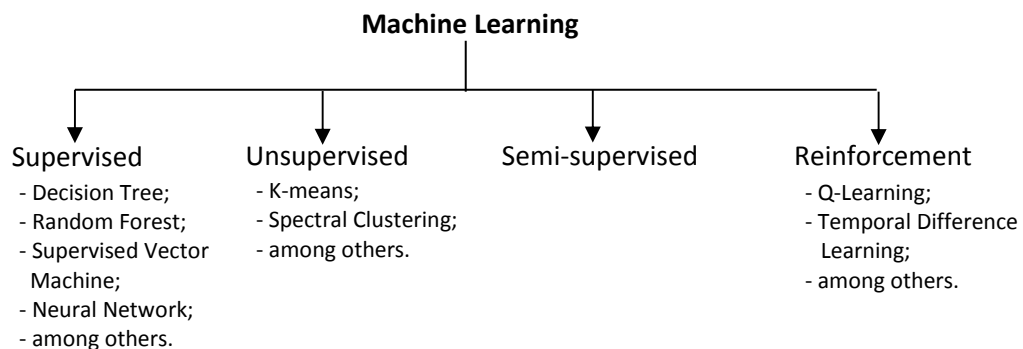 Machine Learning
Supervised
- Decision Tree;
- Random Forest;
- Supervised Vector
Machine;
- Neural Network;
- among others.
Unsupervised
- K-means;
- Spectral Clustering;
- among others.
Semi-supervised
Reinforcement
- Q-Learning;
- Temporal Difference
Learning;
- among others.